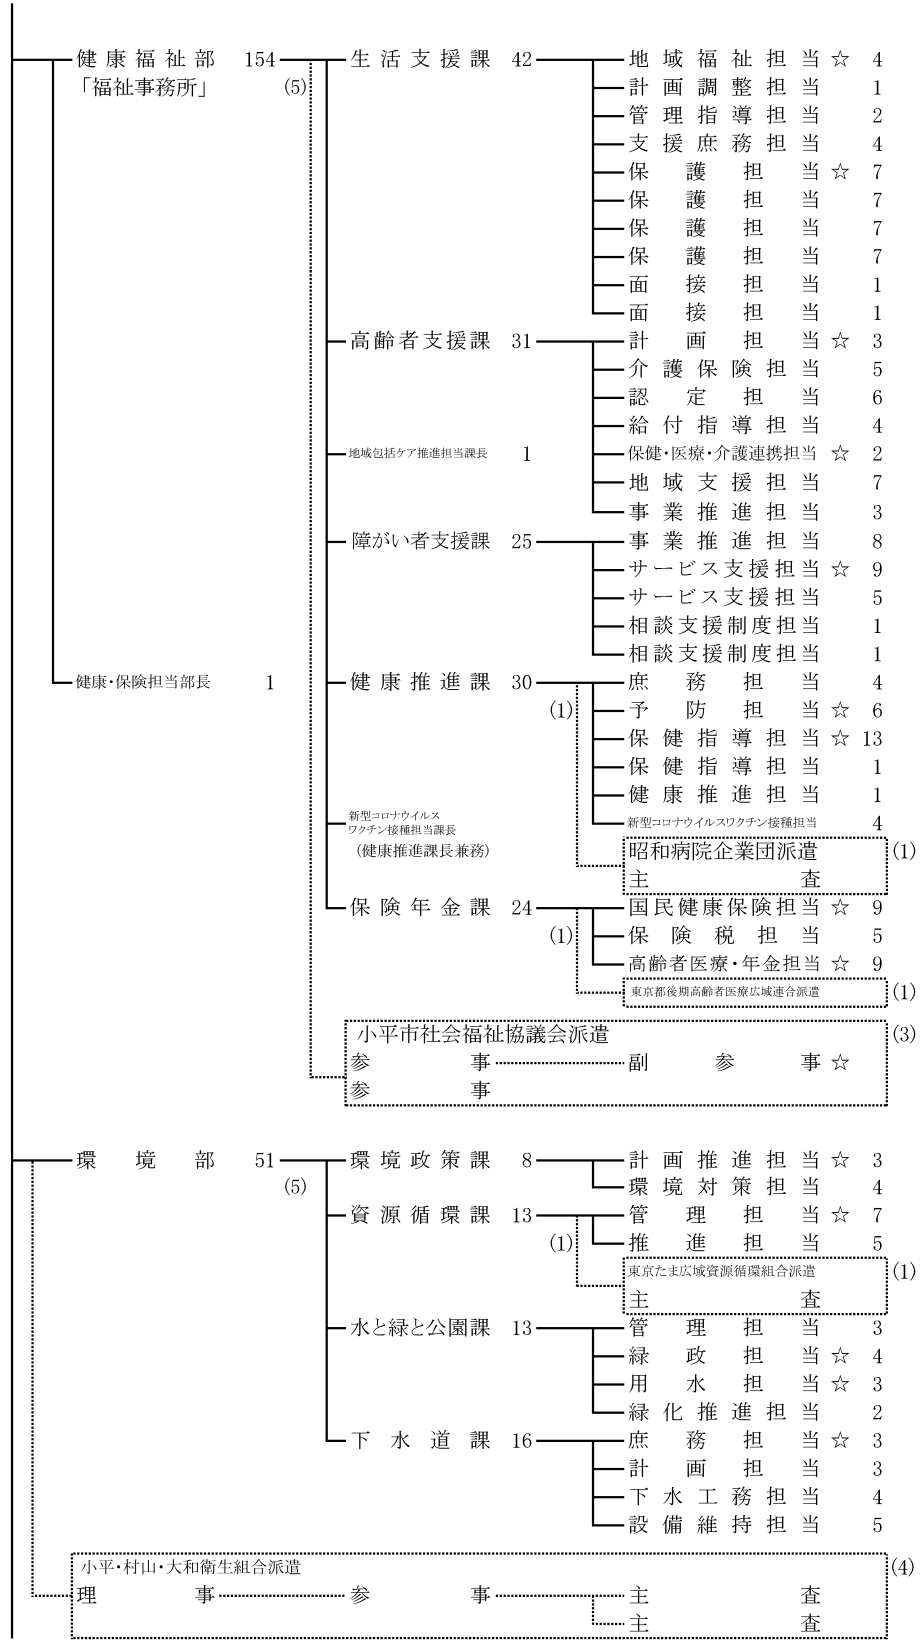 健康福祉部 154 生活支援課 42 地域福祉担当☆ 4
「福祉事務所」 (5) 計画調整担当 1
管理指導担当 2
支援庶務担当 4
保護担当☆ 7
保護担当 7
保護担当 7
保護担当 7
面接担当 1
面接担当 1
高齢者支援課 31 計画担当☆ 3
介護保険担当 5
認定担当 6
給付指導担当 4
地域包括ケア推進担当課長 1 保健・医療・介護連携担当 ☆ 2
地域支援担当 7
事業推進担当 3
障がい者支援課 25 事業推進担当 8
サービス支援担当☆ 9
サービス支援担当 5
相談支援制度担当 1
相談支援制度担当 1
健康・保険担当部長 1 健康推進課 30 庶務担当 4
(1) 予防担当☆ 6
保健指導担当☆ 13
保健指導担当 1
健康推進担当 1
新型コロナウイルス
ワクチン接種担当課長 新型コロナウイルスワクチン接種担当 4
(健康推進課長兼務) 昭和病院企業団派遣 (1)
主査
保険年金課 24 国民健康保険担当☆ 9
(1) 保険税担当 5
高齢者医療・年金担当 ☆ 9
東京都後期高齢者医療広域連合派遣 (1)
小平市社会福祉協議会派遣 (3)
参事 副参事☆
参事
環境部 51 環境政策課 8 計画推進担当☆ 3
(5) 環境対策担当 4
資源循環課 13 管理担当☆ 7
(1) 推進担当 5
東京たま広域資源循環組合派遣 (1)
主査
水と緑と公園課 13 管理担当 3
緑政担当☆ 4
用水担当☆ 3
緑化推進担当 2
下水道課 16 庶務担当☆ 3
計画担当 3
下水工務担当 4
設備維持担当 5
小平・村山・大和衛生組合派遣 (4)
理事 参事 主査
主査